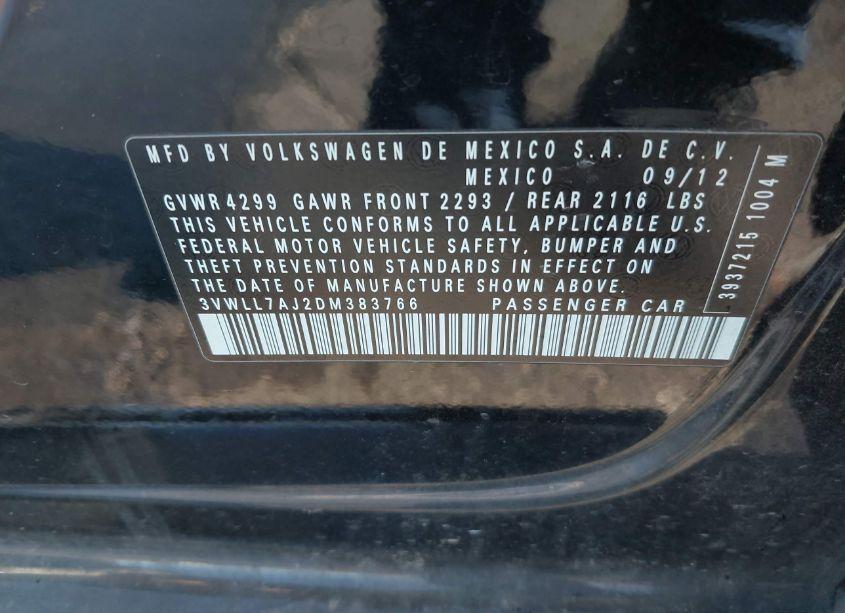 MFD BY VOLKSWAGEN DE MEXICO S.A. DE C.V.
MEXICO 09/12
GVWR 4299 GAWR FRONT 2293 / REAR 2116 LBS
THIS VEHICLE CONFORMS TO ALL APPLICABLE U.S.
FEDERAL MOTOR VEHICLE SAFETY, BUMPER AND
THEFT PREVENTION STANDARDS IN EFFECT ON
THE DATE OF MANUFACTURE SHOWN ABOVE.
3VWLL7AJ2DM383766 PASSENGER CAR
3937215 1004 M